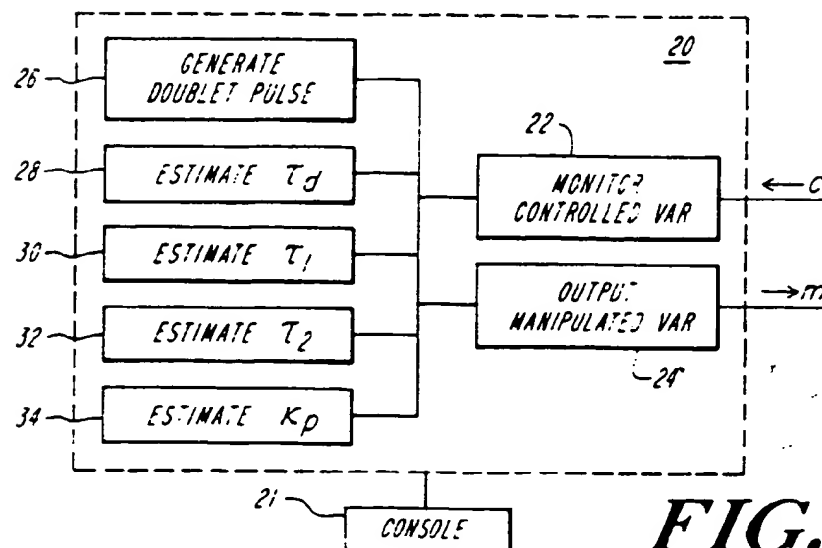 20
26
GENERATE
DOUBLET PULSE
22
28
ESTIMATE τd
MONITOR
CONTROLLED VAR
← c
30
ESTIMATE τ1
OUTPUT
MANIPULATED VAR
→ m
32
ESTIMATE τ2
24
34
ESTIMATE Kp
21
CONSOLE
FIG.